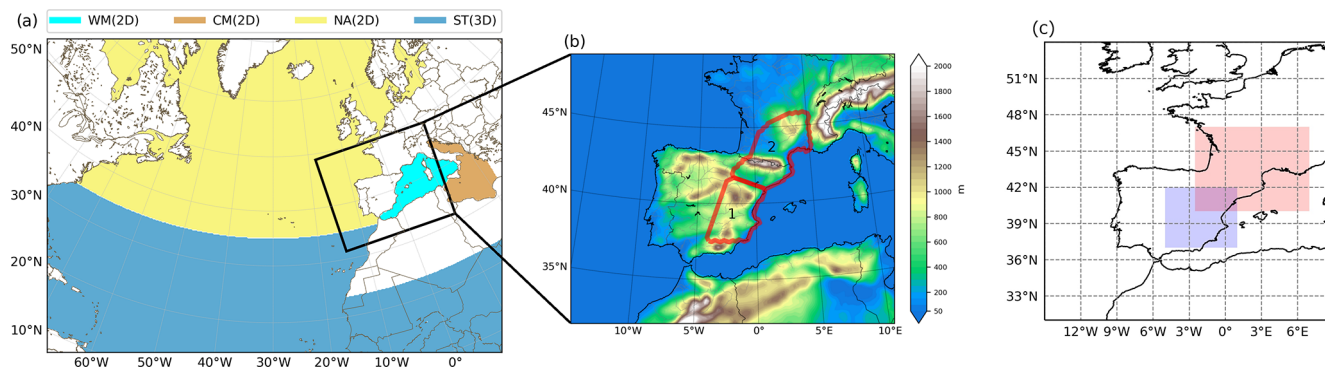 (a)
WM(2D) CM(2D) NA(2D) ST(3D)
50°N
40°N
30°N
20°N
10°N
60°W 50°W 40°W 30°W 20°W 10°W 0°
(b)
45°N
40°N
35°N
10°W 5°W 0° 5°E 10°E
2
1
2000
1800
1600
1400
1200
1000
800
600
400
200
50
m
(c)
51°N
48°N
45°N
42°N
39°N
36°N
33°N
12°W 9°W 6°W 3°W 0° 3°E 6°E